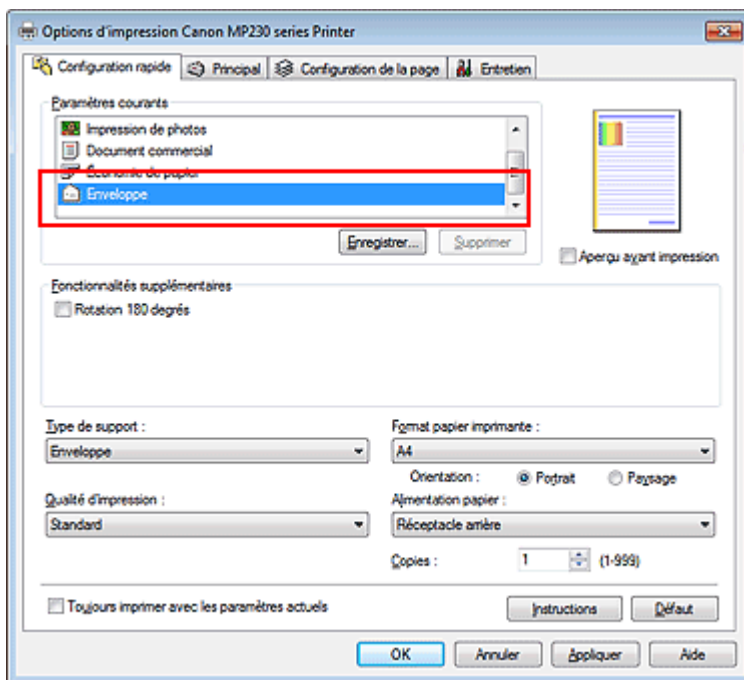 Options d'impression Canon MP230 series Printer
Configuration rapide Principal Configuration de la page Entretien
Paramètres courants
Impression de photos
Document commercial
Économie de papier
Enveloppe
Enregistrer... Supprimer
Aperçu avant impression
Fonctionnalités supplémentaires
Rotation 180 degrés
Type de support : Format papier imprimante :
Enveloppe A4
Orientation : Portrait Paysage
Qualité d'impression : Alimentation papier :
Standard Réceptacle arrière
Copies : 1 (1-999)
Toujours imprimer avec les paramètres actuels Instructions Défaut
OK Annuler Appliquer Aide